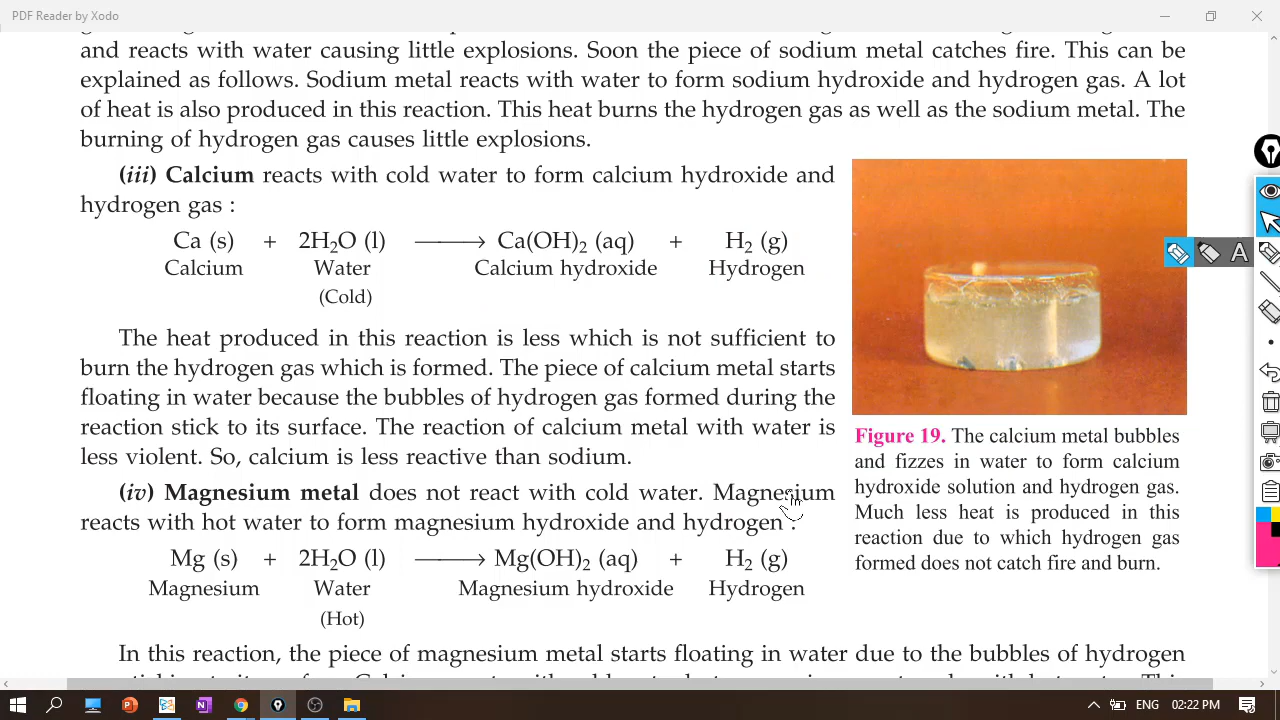 PDF Reader by Xodo
and reacts with water causing little explosions. Soon the piece of sodium metal catches fire. This can be
explained as follows. Sodium metal reacts with water to form sodium hydroxide and hydrogen gas. A lot
of heat is also produced in this reaction. This heat burns the hydrogen gas as well as the sodium metal. The
burning of hydrogen gas causes little explosions.
(iii) Calcium reacts with cold water to form calcium hydroxide and
hydrogen gas :
Ca (s) + 2H₂O (l) ⟶ Ca(OH)₂ (aq) + H₂ (g)
Calcium Water Calcium hydroxide Hydrogen
(Cold)
The heat produced in this reaction is less which is not sufficient to
burn the hydrogen gas which is formed. The piece of calcium metal starts
floating in water because the bubbles of hydrogen gas formed during the
reaction stick to its surface. The reaction of calcium metal with water is
less violent. So, calcium is less reactive than sodium.
(iv) Magnesium metal does not react with cold water. Magnesium
reacts with hot water to form magnesium hydroxide and hydrogen :
Mg (s) + 2H₂O (l) ⟶ Mg(OH)₂ (aq) + H₂ (g)
Magnesium Water Magnesium hydroxide Hydrogen
(Hot)
Figure 19. The calcium metal bubbles
and fizzes in water to form calcium
hydroxide solution and hydrogen gas.
Much less heat is produced in this
reaction due to which hydrogen gas
formed does not catch fire and burn.
In this reaction, the piece of magnesium metal starts floating in water due to the bubbles of hydrogen
A
ENG
02:22 PM